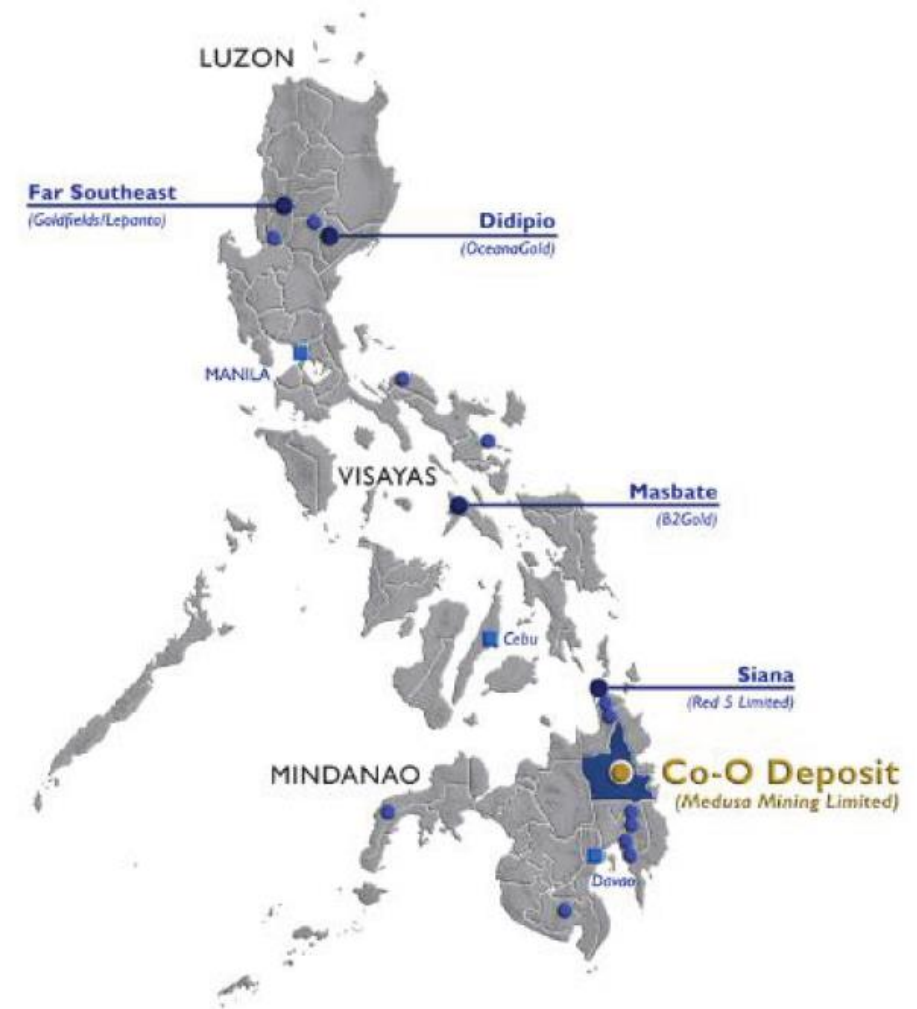 LUZON
Far Southeast
(Goldfields/Lepanto)
Didipio
(OceanaGold)
MANILA
VISAYAS
Masbate
(B2Gold)
Cebu
Siana
(Red 5 Limited)
MINDANAO
Co-O Deposit
(Medusa Mining Limited)
Davao